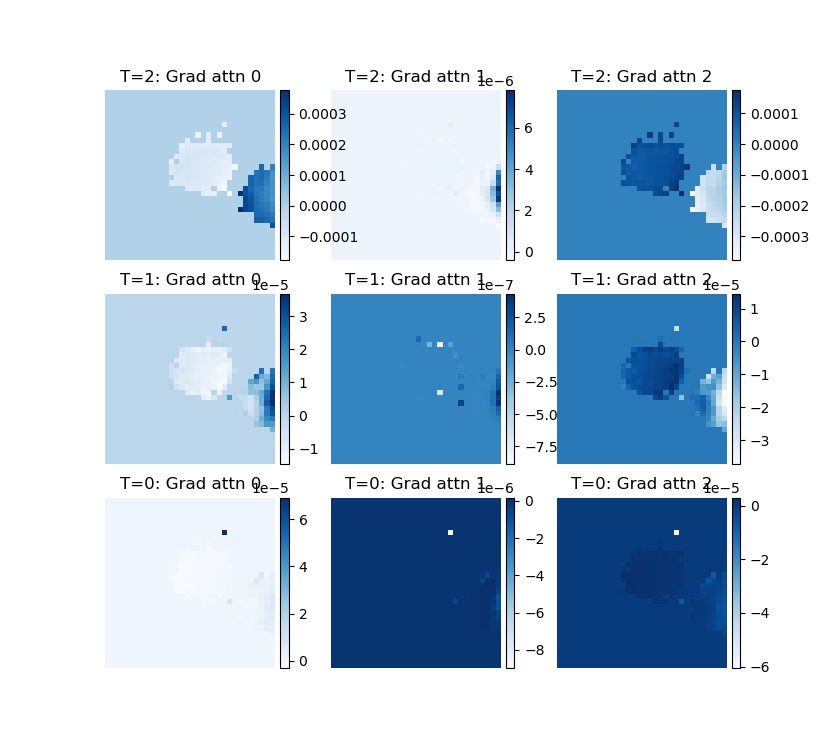 T=2: Grad attn 0
0.0003
0.0002
0.0001
0.0000
−0.0001
T=2: Grad attn 1
1e−6
6
4
2
0
T=2: Grad attn 2
0.0001
0.0000
−0.0001
−0.0002
−0.0003
T=1: Grad attn 0
1e−5
3
2
1
0
−1
T=1: Grad attn 1
1e−7
2.5
0.0
−2.5
−5.0
−7.5
T=1: Grad attn 2
1e−5
1
0
−1
−2
−3
T=0: Grad attn 0
1e−5
6
4
2
0
T=0: Grad attn 1
1e−6
0
−2
−4
−6
−8
T=0: Grad attn 2
1e−5
0
−2
−4
−6